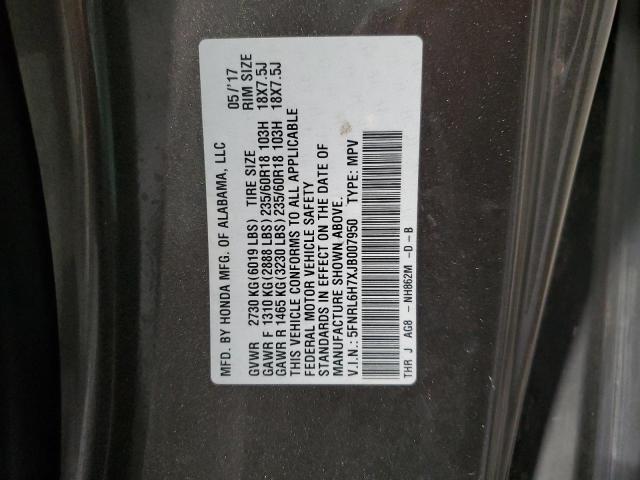 MFD. BY HONDA MFG. OF ALABAMA, LLC 05/'17
GVWR 2730 KG(6019 LBS) TIRE SIZE RIM SIZE
GAWR F 1310 KG(2888 LBS) 235/60R18 103H 18X7.5J
GAWR R 1465 KG(3230 LBS) 235/60R18 103H 18X7.5J
THIS VEHICLE CONFORMS TO ALL APPLICABLE
FEDERAL MOTOR VEHICLE SAFETY
STANDARDS IN EFFECT ON THE DATE OF
MANUFACTURE SHOWN ABOVE.
V.I.N.: 5FNRL6H7XJB007950 TYPE: MPV
THR J AG8 - NH862M -D-B